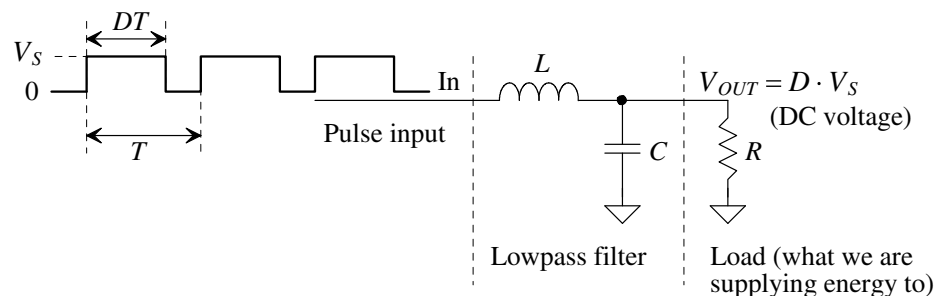 DT
V_S
0
T
In
Pulse input
L
C
V_OUT = D · V_S
(DC voltage)
R
Lowpass filter
Load (what we are
supplying energy to)